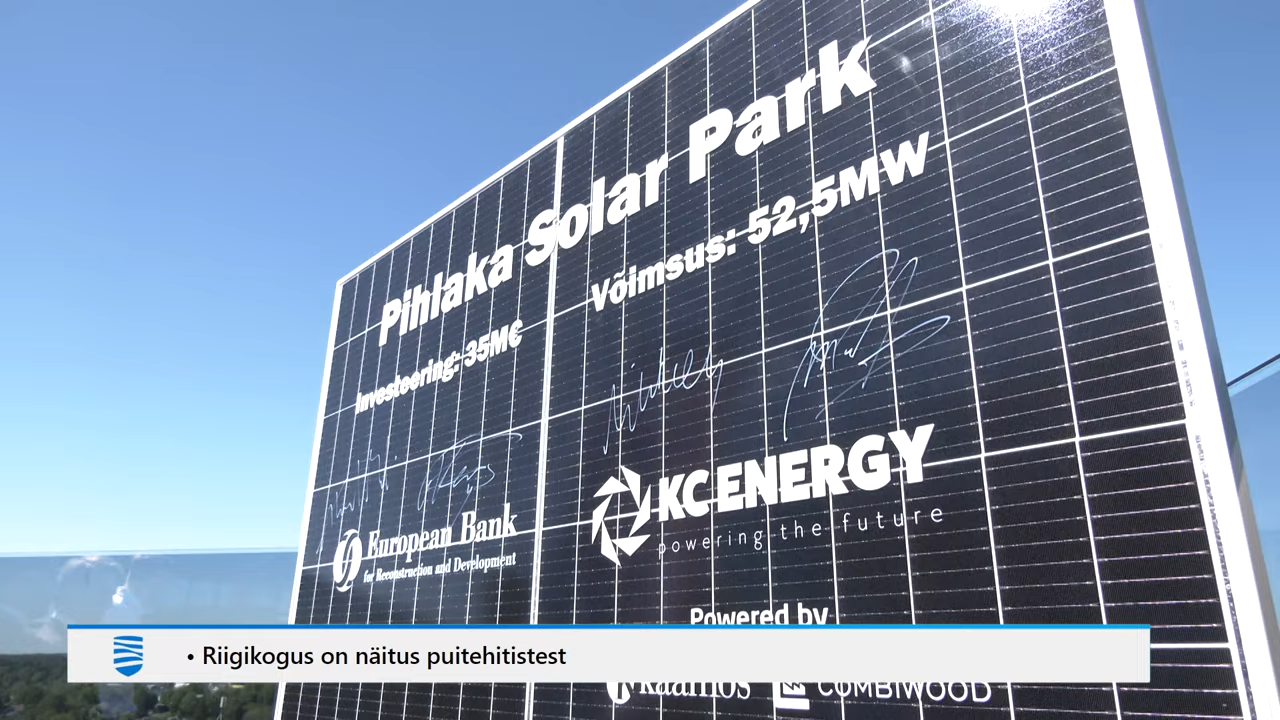 Pihlaka Solar Park
Investeering: 35M€
Võimsus: 52,5MW
European Bank
for Reconstruction and Development
KC ENERGY
powering the future
Powered by
Raamos
COMBIWOOD
• Riigikogus on näitus puitehitistest